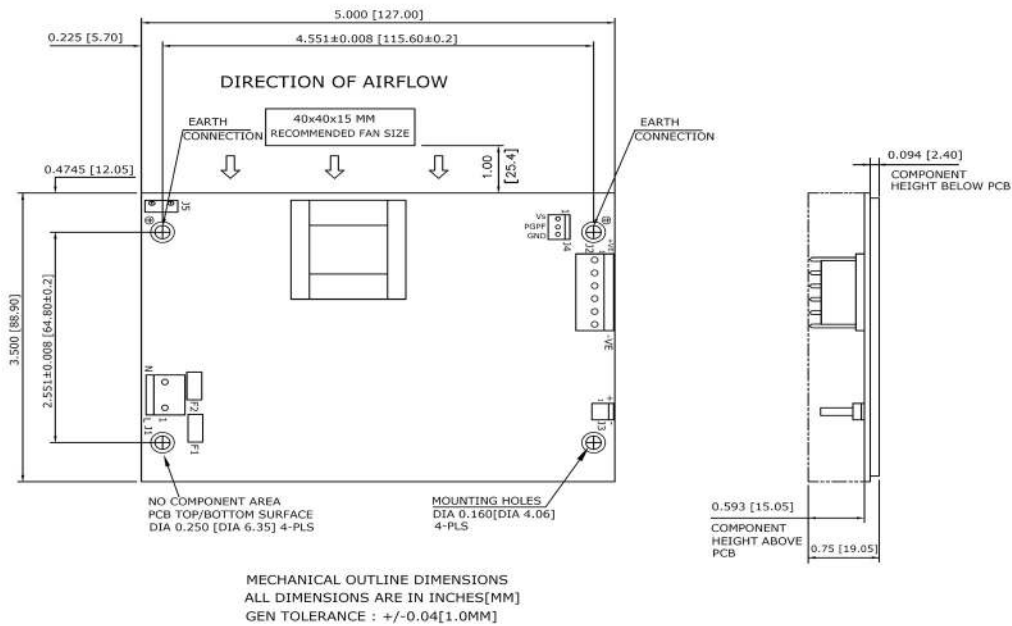 5.000 [127.00]
0.225 [5.70]
4.551±0.008 [115.60±0.2]
DIRECTION OF AIRFLOW
40x40x15 MM
RECOMMENDED FAN SIZE
EARTH
CONNECTION
EARTH
CONNECTION
1.00
[25.4]
0.4745 [12.05]
0.094 [2.40]
COMPONENT
HEIGHT BELOW PCB
J5
Vs
PGPF
GND
1
J4
J2
+VE
-VE
3.500 [88.90]
2.551±0.008 [64.80±0.2]
N
L
1
J1
F2
F1
+
1
-
J3
NO COMPONENT AREA
PCB TOP/BOTTOM SURFACE
DIA 0.250 [DIA 6.35] 4-PLS
MOUNTING HOLES
DIA 0.160[DIA 4.06]
4-PLS
0.593 [15.05]
COMPONENT
HEIGHT ABOVE
PCB
0.75 [19.05]
MECHANICAL OUTLINE DIMENSIONS
ALL DIMENSIONS ARE IN INCHES[MM]
GEN TOLERANCE : +/-0.04[1.0MM]